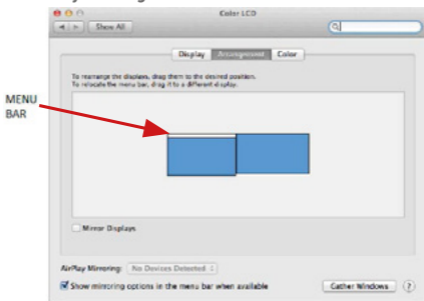 Color LCD
Show All
Display Arrangement Color
To rearrange the displays, drag them to the desired position.
To relocate the menu bar, drag it to a different display.
MENU
BAR
Mirror Displays
AirPlay Mirroring: No Devices Detected
Show mirroring options in the menu bar when available
Gather Windows ?